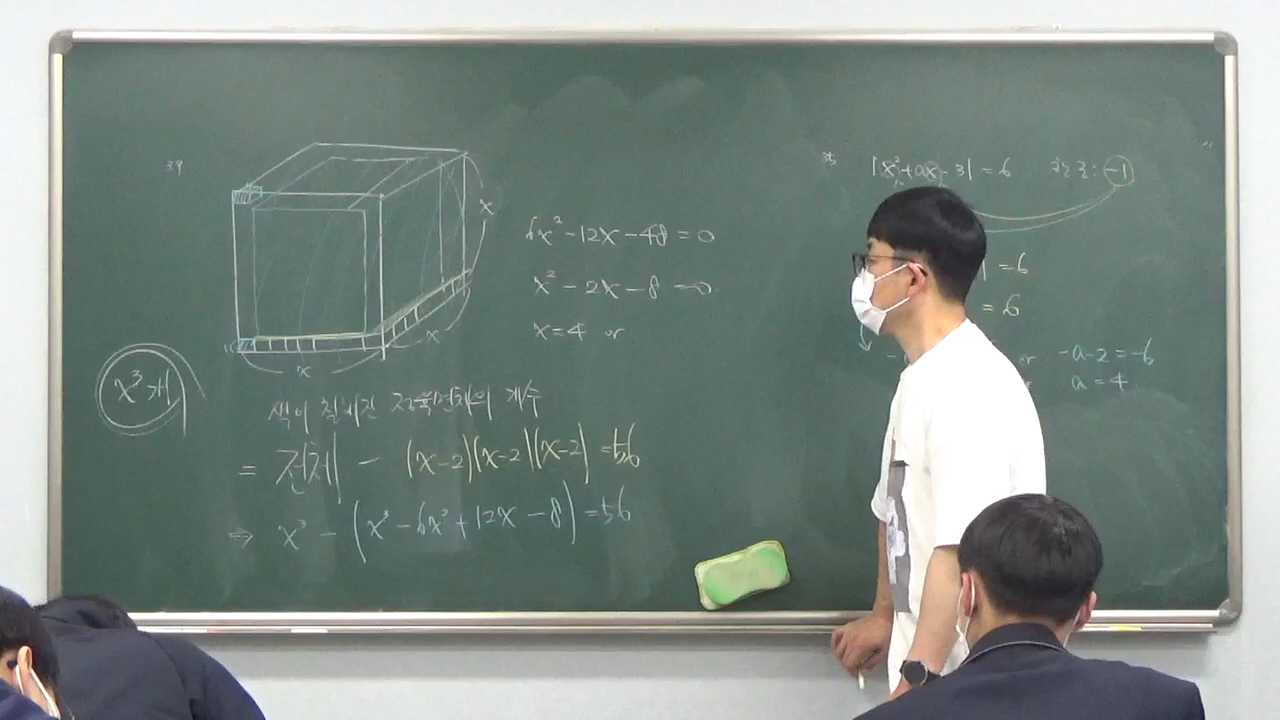 39
x
x
x
x³개
6x²-12x-48=0
x²-2x-8=0
x=4 or
색이 칠해진 정육면체의 개수
= 전체 - (x-2)(x-2)(x-2)=56
⇒ x³-(x³-6x²+12x-8)=56
35 |x²+ax-3|=6 한 근: -1
=6
=6
or -a-2=-6
a=4